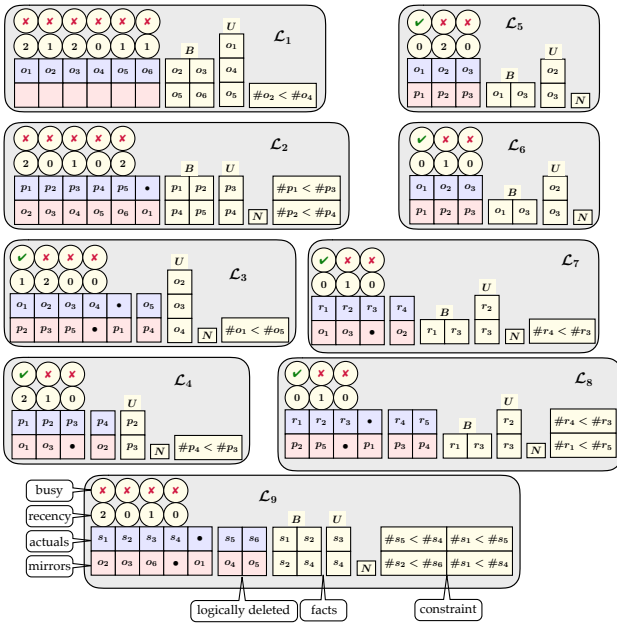 ✗ ✗ ✗ ✗ ✗ ✗
2 1 2 0 1 1
B U
ℒ₁
o₁ o₂ o₃ o₄ o₅ o₆
o₂ o₃
o₅ o₆
o₁
o₄
o₅
#o₂ < #o₄
✔ ✗ ✗
0 2 0
B U
ℒ₅
o₁ o₂ o₃
p₁ p₂ p₃
o₁ o₃
o₂
o₃
N
✗ ✗ ✗ ✗ ✗
2 0 1 0 2
B U
ℒ₂
p₁ p₂ p₃ p₄ p₅ •
o₂ o₃ o₄ o₅ o₆ o₁
p₁ p₂
p₄ p₅
p₃
p₄
N
#p₁ < #p₃
#p₂ < #p₄
✔ ✗ ✗
0 1 0
B U
ℒ₆
o₁ o₂ o₃
p₁ p₂ p₃
o₁ o₃
o₂
o₃
N
✔ ✗ ✗ ✗
1 2 0 0
U
ℒ₃
o₁ o₂ o₃ o₄ • o₅
p₂ p₃ p₅ • p₁ p₄
o₂
o₃
o₄
N
#o₁ < #o₅
✔ ✗ ✗
0 1 0
B U
ℒ₇
r₁ r₂ r₃ r₄
o₁ o₃ • o₂
r₁ r₃
r₂
r₃
N
#r₄ < #r₃
✔ ✗ ✗
2 1 0
U
ℒ₄
p₁ p₂ p₃ p₄
o₁ o₃ • o₂
p₂
p₃
N
#p₄ < #p₃
✔ ✗ ✗
0 1 0
B U
ℒ₈
r₁ r₂ r₃ • r₄ r₅
p₂ p₅ • p₁ p₃ p₄
r₁ r₃
r₂
r₃
N
#r₄ < #r₃
#r₁ < #r₅
busy
✗ ✗ ✗ ✗
recency
2 0 1 0
B U
ℒ₉
actuals
s₁ s₂ s₃ s₄ • s₅ s₆
mirrors
o₂ o₃ o₆ • o₁ o₄ o₅
s₁ s₂
s₂ s₄
s₃
s₄
N
#s₅ < #s₄ #s₁ < #s₅
#s₂ < #s₆ #s₁ < #s₄
logically deleted
facts
constraint